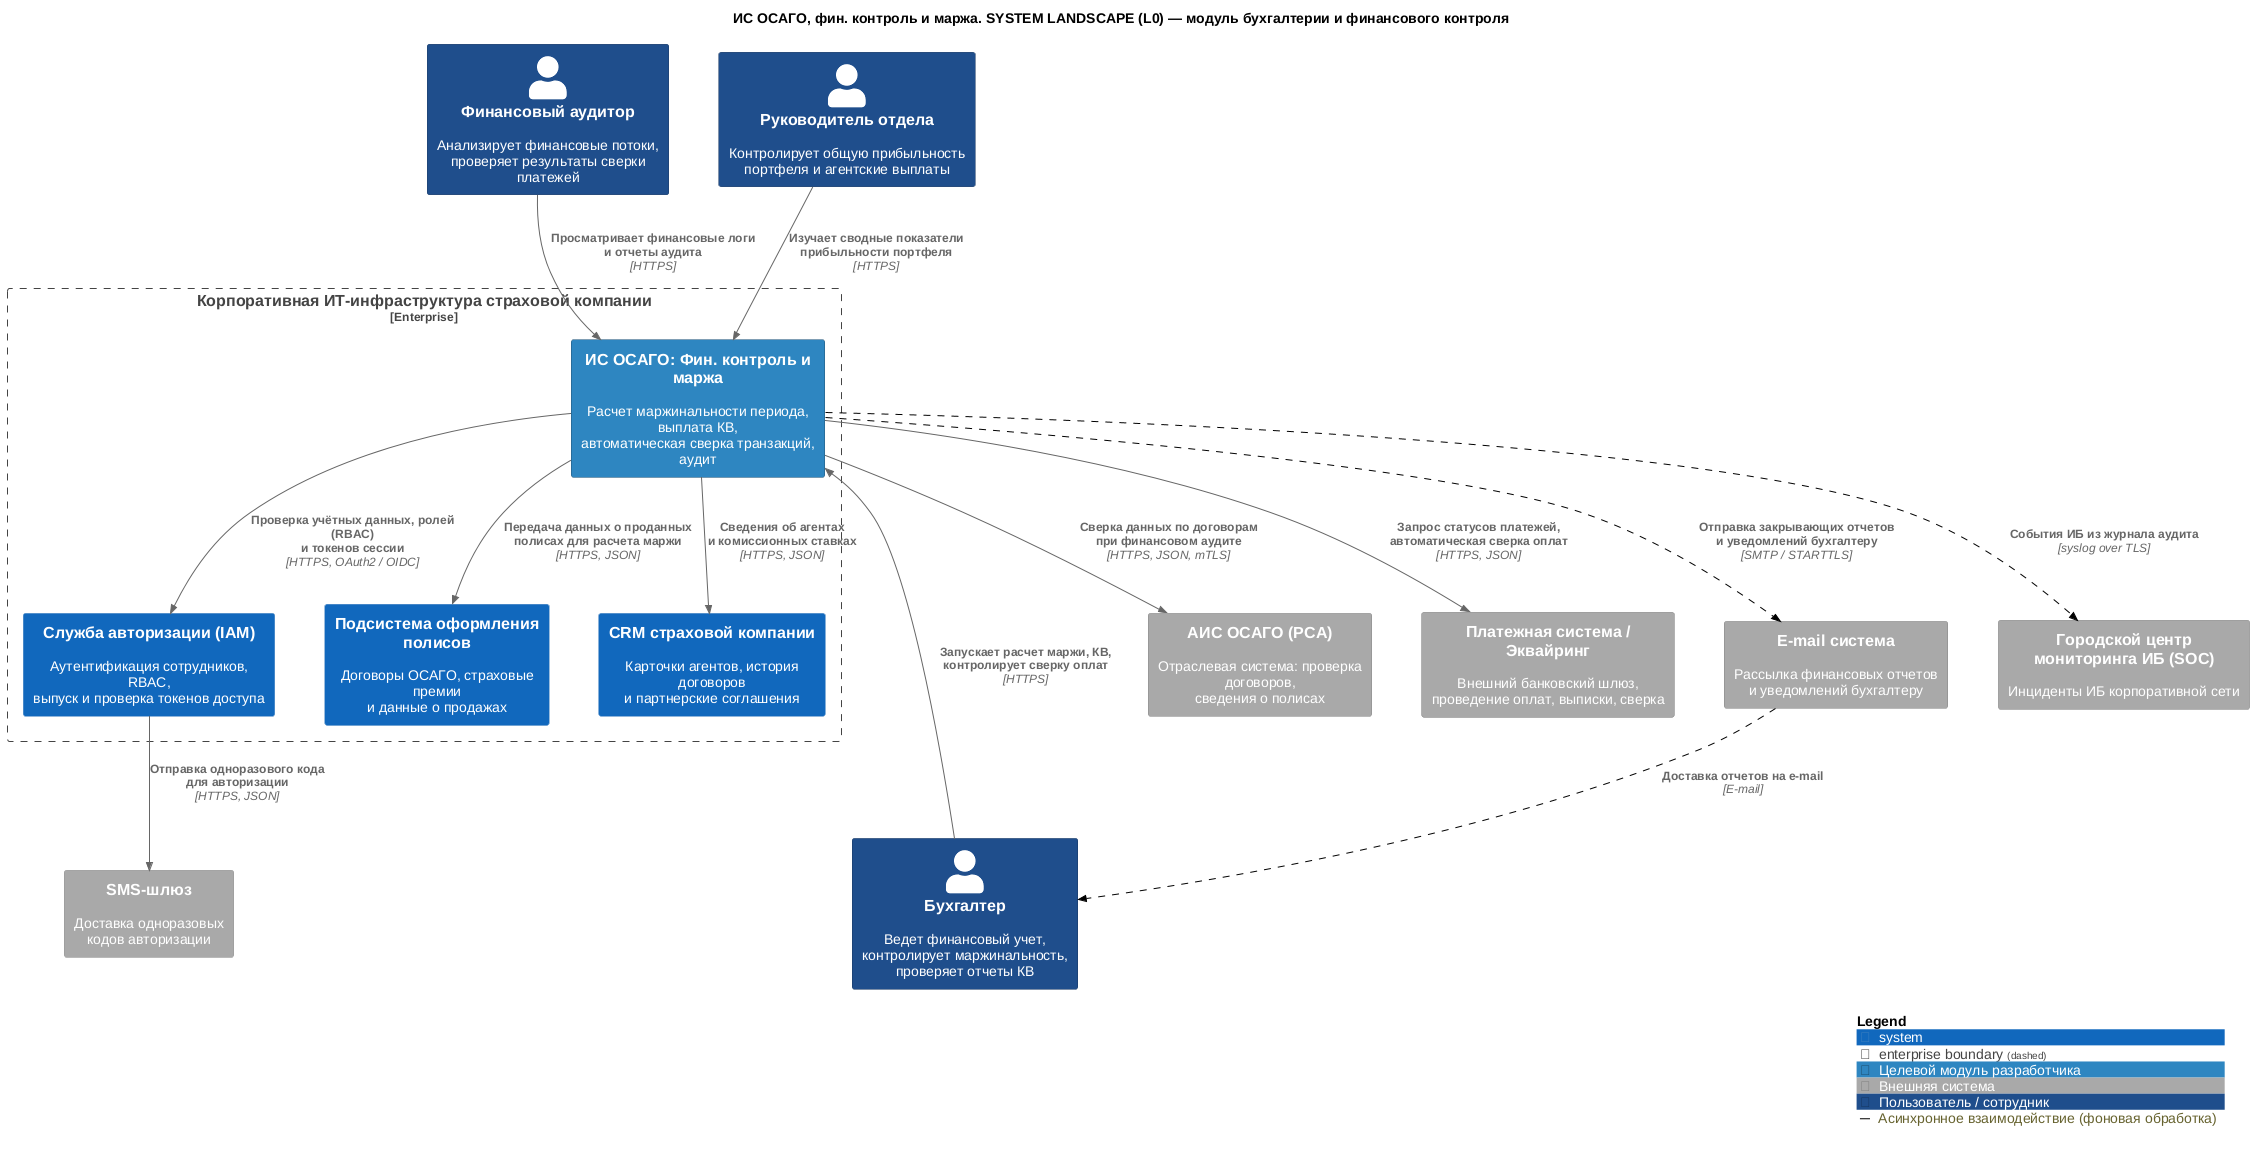 ИС ОСАГО, фин. контроль и маржа. SYSTEM LANDSCAPE (L0) — модуль бухгалтерии и финансового контроля
Финансовый аудитор
Анализирует финансовые потоки,
проверяет результаты сверки
платежей
Руководитель отдела
Контролирует общую прибыльность
портфеля и агентские выплаты
Просматривает финансовые логи
и отчеты аудита
[HTTPS]
Изучает сводные показатели
прибыльности портфеля
[HTTPS]
Корпоративная ИТ-инфраструктура страховой компании
[Enterprise]
ИС ОСАГО: Фин. контроль и
маржа
Расчет маржинальности периода,
выплата КВ,
автоматическая сверка транзакций,
аудит
Проверка учётных данных, ролей
(RBAC)
и токенов сессии
[HTTPS, OAuth2 / OIDC]
Передача данных о проданных
полисах для расчета маржи
[HTTPS, JSON]
Сведения об агентах
и комиссионных ставках
[HTTPS, JSON]
Сверка данных по договорам
при финансовом аудите
[HTTPS, JSON, mTLS]
Запрос статусов платежей,
автоматическая сверка оплат
[HTTPS, JSON]
Отправка закрывающих отчетов
и уведомлений бухгалтеру
[SMTP / STARTTLS]
События ИБ из журнала аудита
[syslog over TLS]
Служба авторизации (IAM)
Аутентификация сотрудников,
RBAC,
выпуск и проверка токенов доступа
Подсистема оформления
полисов
Договоры ОСАГО, страховые
премии
и данные о продажах
CRM страховой компании
Карточки агентов, история
договоров
и партнерские соглашения
Запускает расчет маржи, КВ,
контролирует сверку оплат
[HTTPS]
АИС ОСАГО (РСА)
Отраслевая система: проверка
договоров,
сведения о полисах
Платежная система /
Эквайринг
Внешний банковский шлюз,
проведение оплат, выписки, сверка
E-mail система
Рассылка финансовых отчетов
и уведомлений бухгалтеру
Городской центр
мониторинга ИБ (SOC)
Инциденты ИБ корпоративной сети
Отправка одноразового кода
для авторизации
[HTTPS, JSON]
Доставка отчетов на e-mail
[E-mail]
SMS-шлюз
Доставка одноразовых
кодов авторизации
Бухгалтер
Ведет финансовый учет,
контролирует маржинальность,
проверяет отчеты КВ
Legend
system
enterprise boundary (dashed)
Целевой модуль разработчика
Внешняя система
Пользователь / сотрудник
Асинхронное взаимодействие (фоновая обработка)